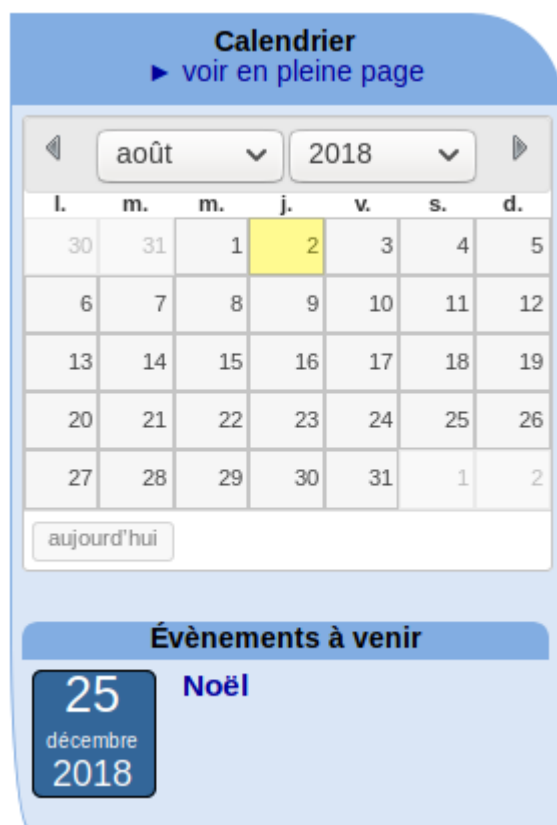 Calendrier
► voir en pleine page
août 2018
l. m. m. j. v. s. d.
30 31 1 2 3 4 5
6 7 8 9 10 11 12
13 14 15 16 17 18 19
20 21 22 23 24 25 26
27 28 29 30 31 1 2
aujourd'hui
Évènements à venir
25
décembre
2018
Noël